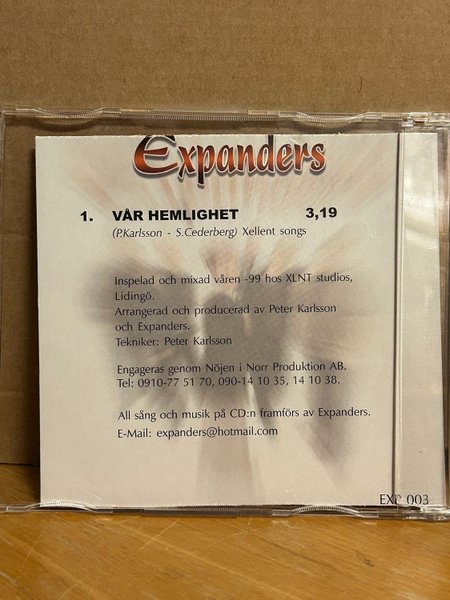 Expanders
1. VÅR HEMLIGHET 3,19
(P.Karlsson - S.Cederberg) Xellent songs
Inspelad och mixad våren -99 hos XLNT studios,
Lidingö.
Arrangerad och producerad av Peter Karlsson
och Expanders.
Tekniker: Peter Karlsson
Engageras genom Nöjen i Norr Produktion AB.
Tel: 0910-77 51 70, 090-14 10 35, 14 10 38.
All sång och musik på CD:n framförs av Expanders.
E-Mail: expanders@hotmail.com
EXP 003